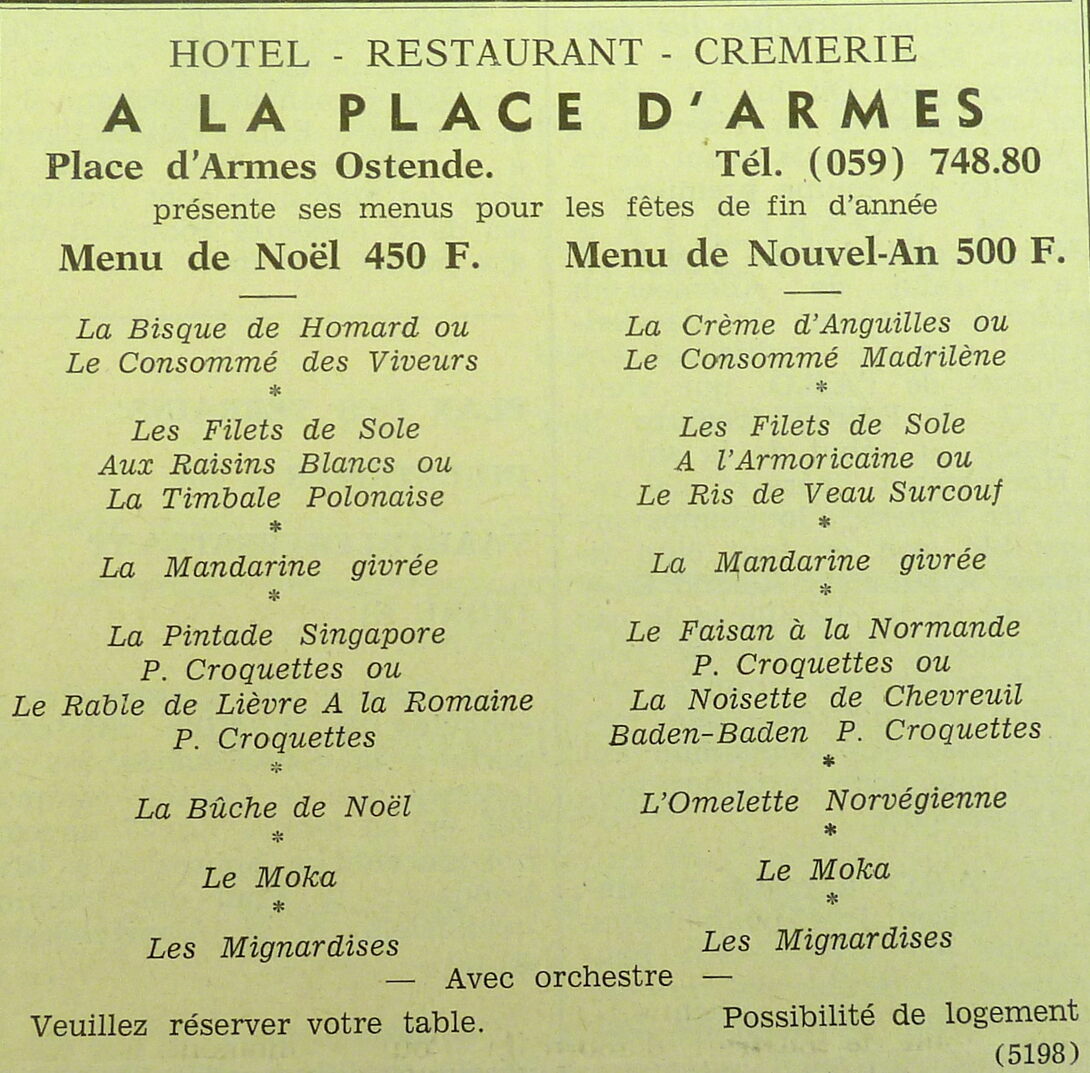 HOTEL - RESTAURANT - CREMERIE
A LA PLACE D'ARMES
Place d'Armes Ostende. Tél. (059) 748.80
présente ses menus pour les fêtes de fin d'année
Menu de Noël 450 F.
La Bisque de Homard ou
Le Consommé des Viveurs
*
Les Filets de Sole
Aux Raisins Blancs ou
La Timbale Polonaise
*
La Mandarine givrée
*
La Pintade Singapore
P. Croquettes ou
Le Rable de Lièvre A la Romaine
P. Croquettes
*
La Bûche de Noël
*
Le Moka
*
Les Mignardises
Menu de Nouvel-An 500 F.
La Crème d'Anguilles ou
Le Consommé Madrilène
*
Les Filets de Sole
A l'Armoricaine ou
Le Ris de Veau Surcouf
*
La Mandarine givrée
*
Le Faisan à la Normande
P. Croquettes ou
La Noisette de Chevreuil
Baden-Baden P. Croquettes
*
L'Omelette Norvégienne
*
Le Moka
*
Les Mignardises
— Avec orchestre —
Veuillez réserver votre table. Possibilité de logement
(5198)